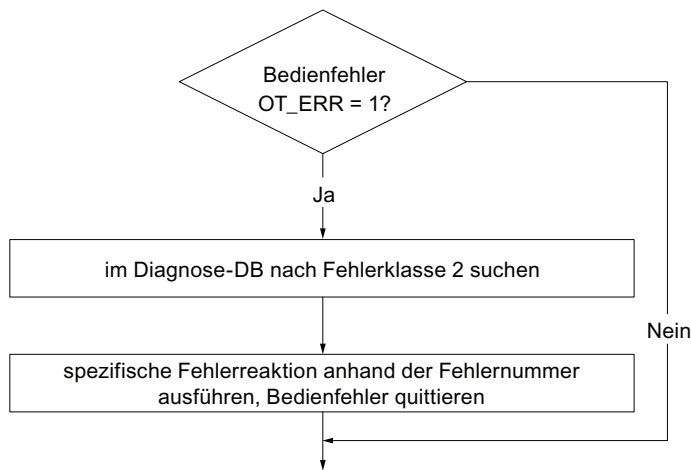 Bedienfehler
OT_ERR = 1?
Ja
im Diagnose-DB nach Fehlerklasse 2 suchen
Nein
spezifische Fehlerreaktion anhand der Fehlernummer
ausführen, Bedienfehler quittieren